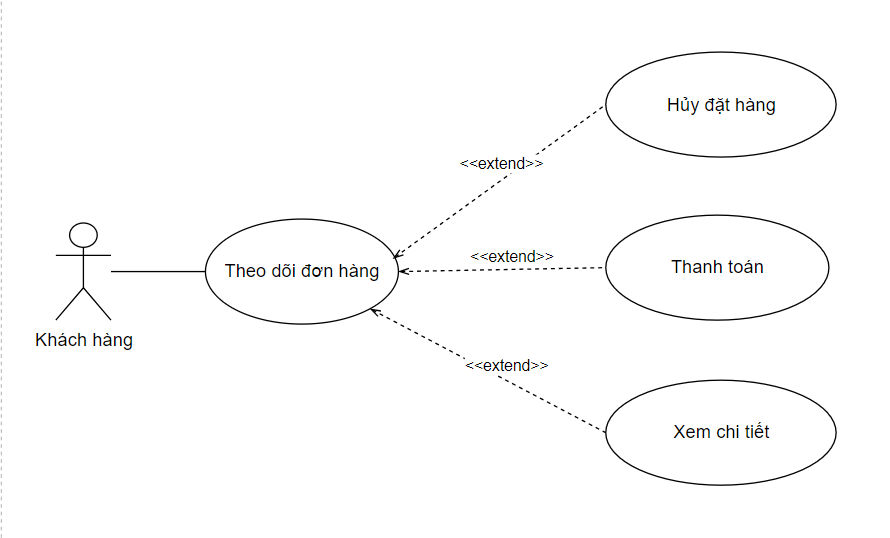 Hủy đặt hàng
<<extend>>
<<extend>>
Thanh toán
Theo dõi đơn hàng
Khách hàng
<<extend>>
Xem chi tiết